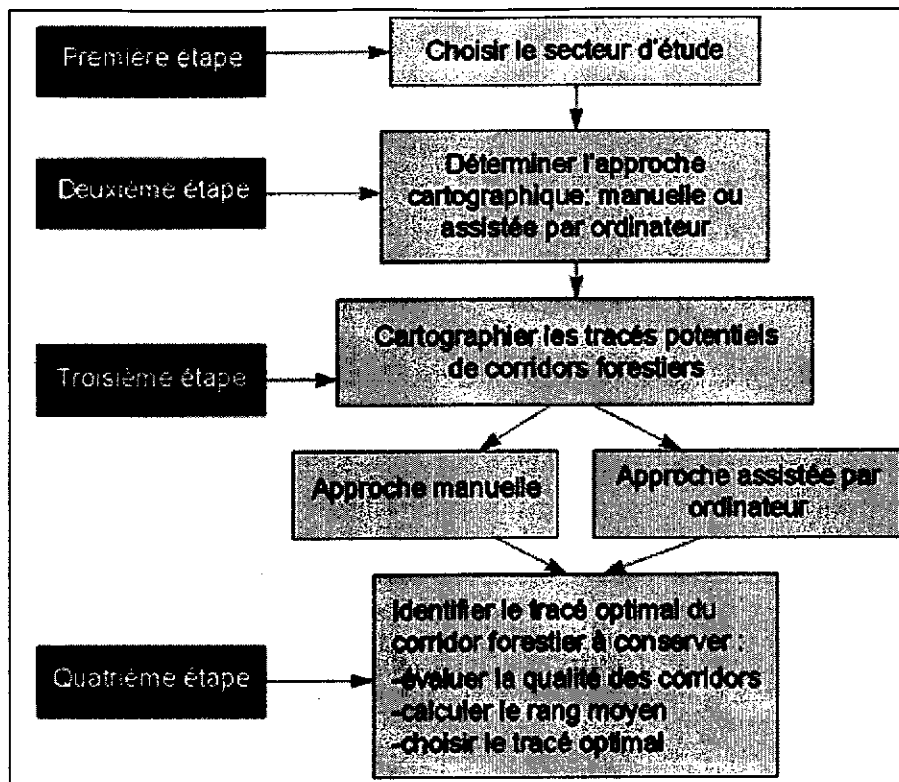 Première étape
Choisir le secteur d'étude
Deuxième étape
Déterminer l'approche
cartographique: manuelle ou
assistée par ordinateur
Troisième étape
Cartographier les tracés potentiels
de corridors forestiers
Approche manuelle
Approche assistée par
ordinateur
Quatrième étape
Identifier le tracé optimal du
corridor forestier à conserver :
-évaluer la qualité des corridors
-calculer le rang moyen
-choisir le tracé optimal